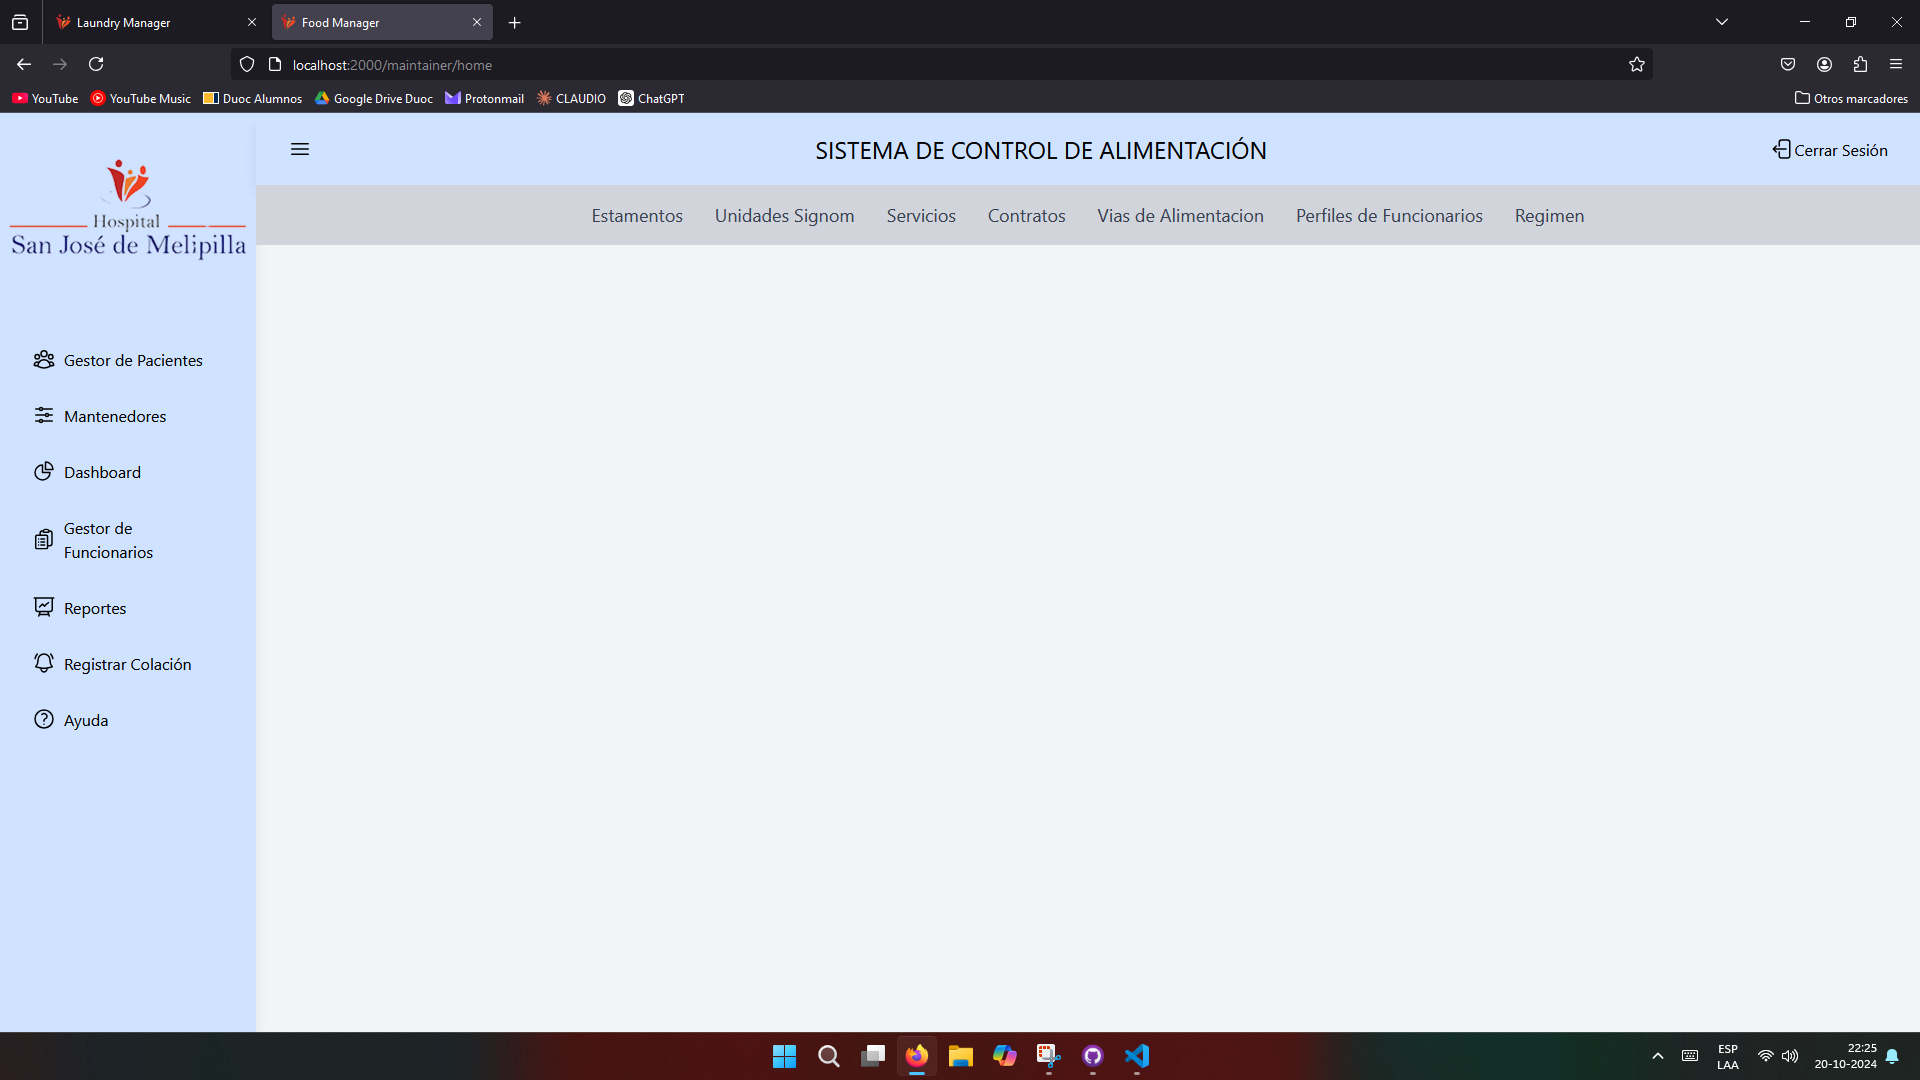 Laundry Manager
Food Manager
localhost:2000/maintainer/home
YouTube
YouTube Music
Duoc Alumnos
Google Drive Duoc
Protonmail
CLAUDIO
ChatGPT
Otros marcadores
Hospital
San José de Melipilla
SISTEMA DE CONTROL DE ALIMENTACIÓN
Cerrar Sesión
Estamentos
Unidades Signom
Servicios
Contratos
Vias de Alimentacion
Perfiles de Funcionarios
Regimen
Gestor de Pacientes
Mantenedores
Dashboard
Gestor de
Funcionarios
Reportes
Registrar Colación
Ayuda
ESP
LAA
22:25
20-10-2024